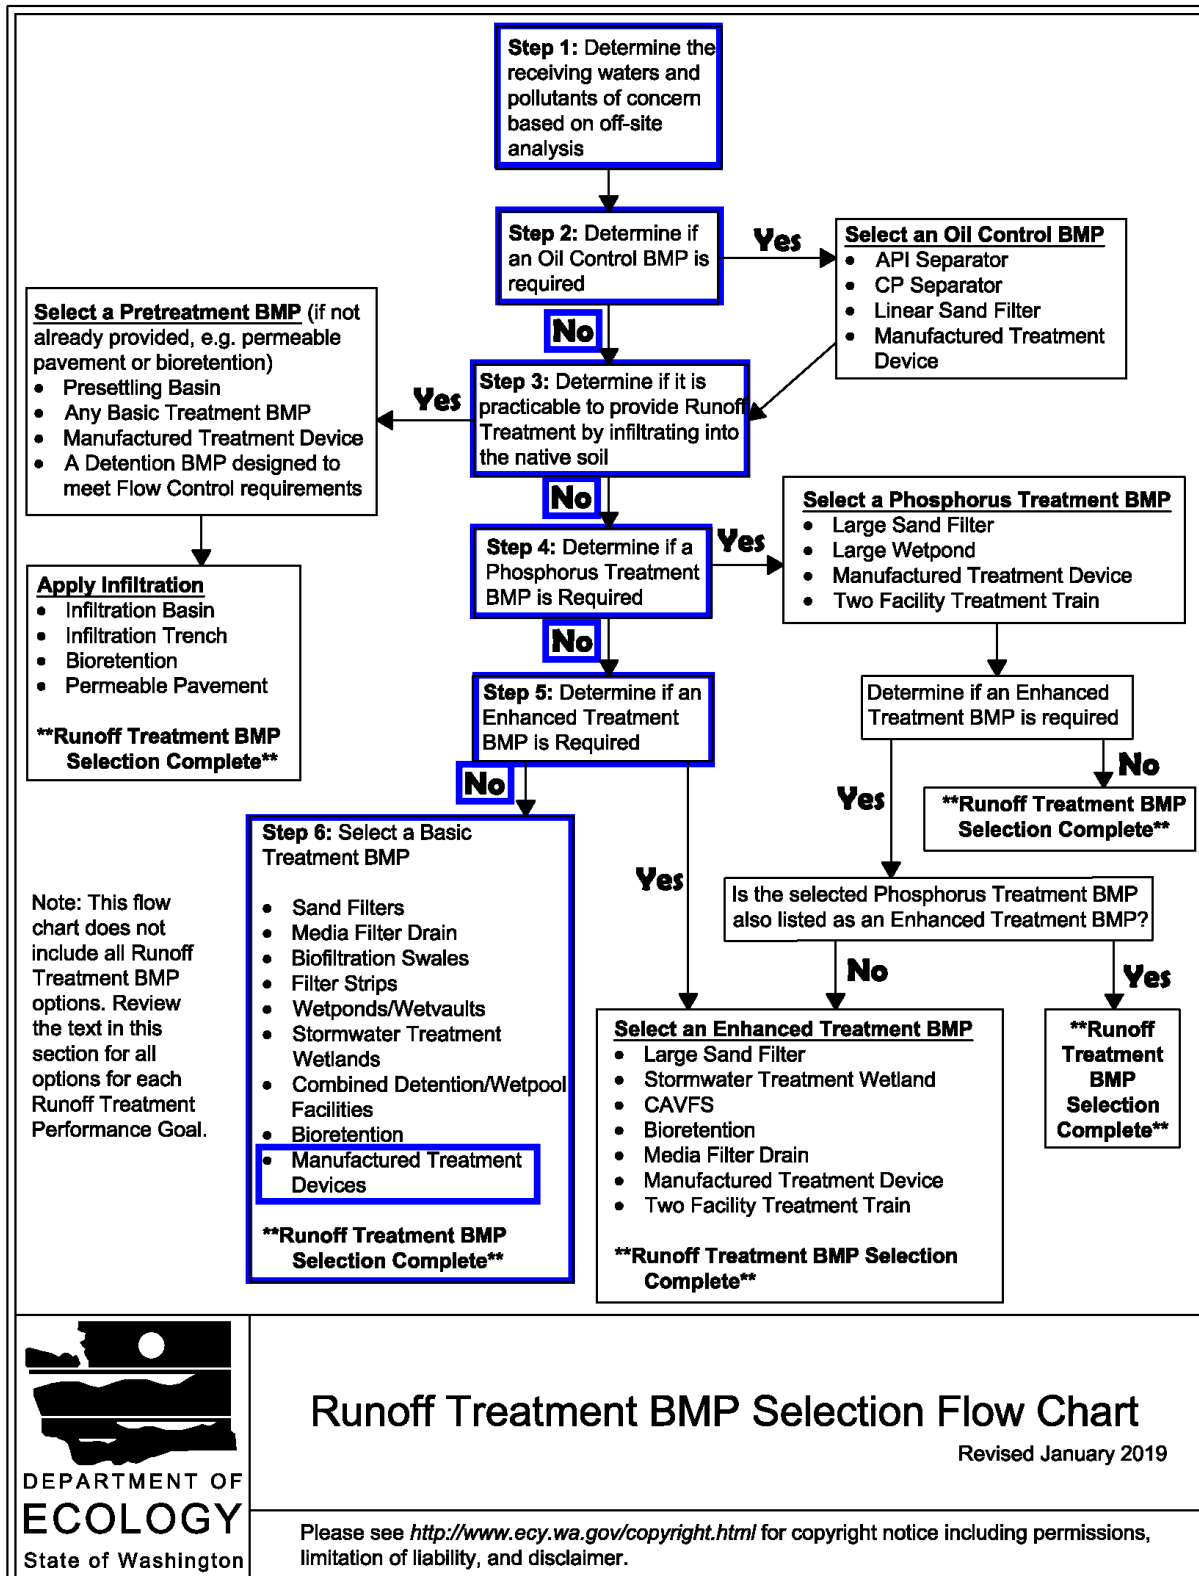 Step 1: Determine the
receiving waters and
pollutants of concern
based on off-site
analysis
Step 2: Determine if
an Oil Control BMP is
required
Yes
Select an Oil Control BMP
• API Separator
• CP Separator
• Linear Sand Filter
• Manufactured Treatment
Device
No
Step 3: Determine if it is
practicable to provide Runoff
Treatment by infiltrating into
the native soil
Yes
Select a Pretreatment BMP (if not
already provided, e.g. permeable
pavement or bioretention)
• Presettling Basin
• Any Basic Treatment BMP
• Manufactured Treatment Device
• A Detention BMP designed to
meet Flow Control requirements
Apply Infiltration
• Infiltration Basin
• Infiltration Trench
• Bioretention
• Permeable Pavement
**Runoff Treatment BMP
Selection Complete**
No
Step 4: Determine if a
Phosphorus Treatment
BMP is Required
Yes
Select a Phosphorus Treatment BMP
• Large Sand Filter
• Large Wetpond
• Manufactured Treatment Device
• Two Facility Treatment Train
Determine if an Enhanced
Treatment BMP is required
No
**Runoff Treatment BMP
Selection Complete**
Yes
Is the selected Phosphorus Treatment BMP
also listed as an Enhanced Treatment BMP?
No
Yes
**Runoff
Treatment
BMP
Selection
Complete**
No
Step 5: Determine if an
Enhanced Treatment
BMP is Required
Yes
Select an Enhanced Treatment BMP
• Large Sand Filter
• Stormwater Treatment Wetland
• CAVFS
• Bioretention
• Media Filter Drain
• Manufactured Treatment Device
• Two Facility Treatment Train
**Runoff Treatment BMP Selection
Complete**
No
Step 6: Select a Basic
Treatment BMP
• Sand Filters
• Media Filter Drain
• Biofiltration Swales
• Filter Strips
• Wetponds/Wetvaults
• Stormwater Treatment
Wetlands
• Combined Detention/Wetpool
Facilities
• Bioretention
• Manufactured Treatment
Devices
**Runoff Treatment BMP
Selection Complete**
Note: This flow
chart does not
include all Runoff
Treatment BMP
options. Review
the text in this
section for all
options for each
Runoff Treatment
Performance Goal.
DEPARTMENT OF
ECOLOGY
State of Washington
Runoff Treatment BMP Selection Flow Chart
Revised January 2019
Please see http://www.ecy.wa.gov/copyright.html for copyright notice including permissions,
limitation of liability, and disclaimer.